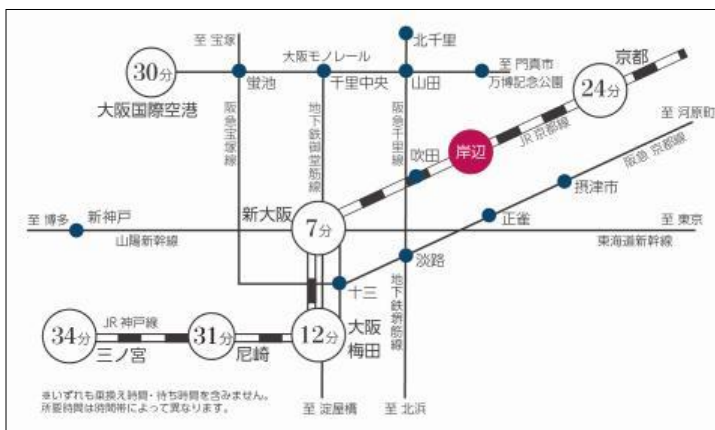 至 宝塚
北千里
大阪モノレール
30分
大阪国際空港
蛍池
千里中央
山田
至 門真市
万博記念公園
京都
24分
阪急宝塚線
地下鉄御堂筋線
阪急千里線
吹田
岸辺
JR京都線
至 河原町
阪急 京都線
摂津市
正雀
至 博多
新神戸
山陽新幹線
新大阪
7分
至 東京
東海道新幹線
淡路
十三
地下鉄堺筋線
JR神戸線
34分
三ノ宮
31分
尼崎
12分
大阪
梅田
※いずれも乗換え時間・待ち時間を含みません。
所要時間は時間帯によって異なります。
至 淀屋橋
至 北浜